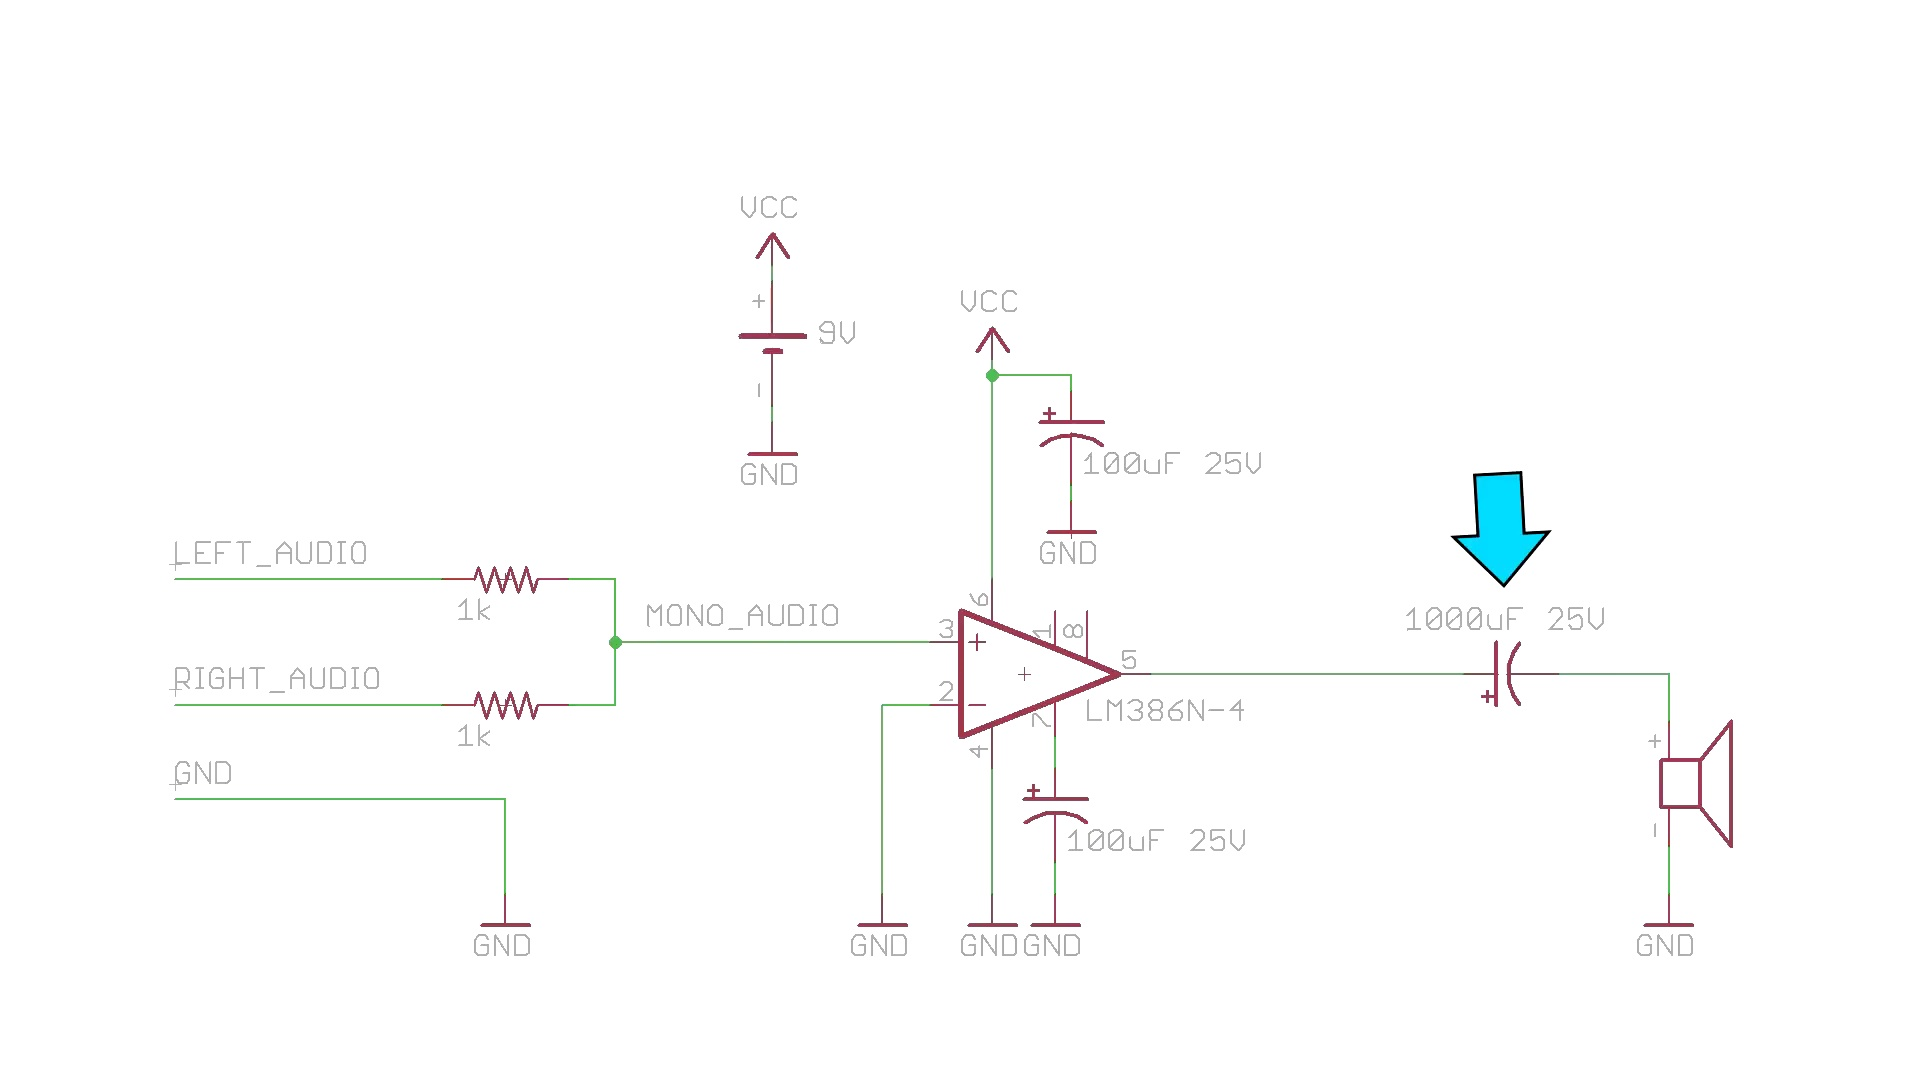 VCC
+
9V
-
GND
VCC
+
100uF 25V
GND
LEFT_AUDIO
1k
MONO_AUDIO
RIGHT_AUDIO
1k
GND
GND
6
3
+
1
8
2
-
5
LM386N-4
7
4
+
100uF 25V
GND
GND
GND
1000uF 25V
+
+
-
GND